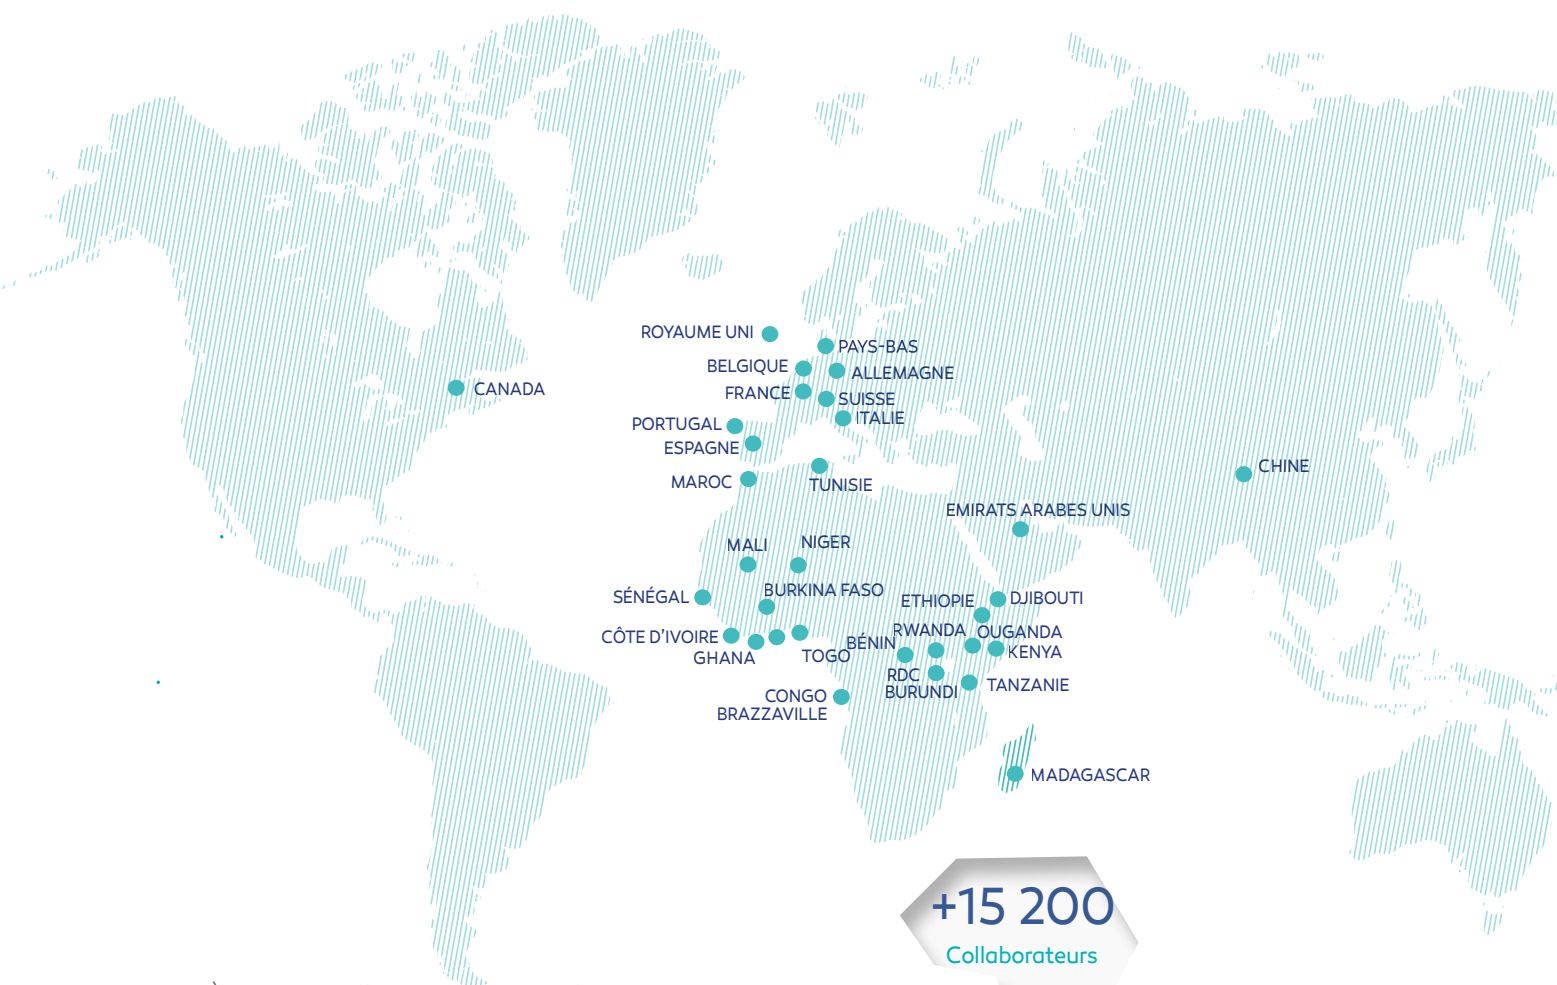 ROYAUME UNI
PAYS-BAS
BELGIQUE
ALLEMAGNE
FRANCE
SUISSE
CANADA
ITALIE
PORTUGAL
ESPAGNE
CHINE
MAROC
TUNISIE
EMIRATS ARABES UNIS
MALI
NIGER
BURKINA FASO
SÉNÉGAL
ETHIOPIE
DJIBOUTI
CÔTE D'IVOIRE
RWANDA
OUGANDA
BÉNIN
KENYA
GHANA
TOGO
RDC
BURUNDI
TANZANIE
CONGO
BRAZZAVILLE
MADAGASCAR
+15 200
Collaborateurs